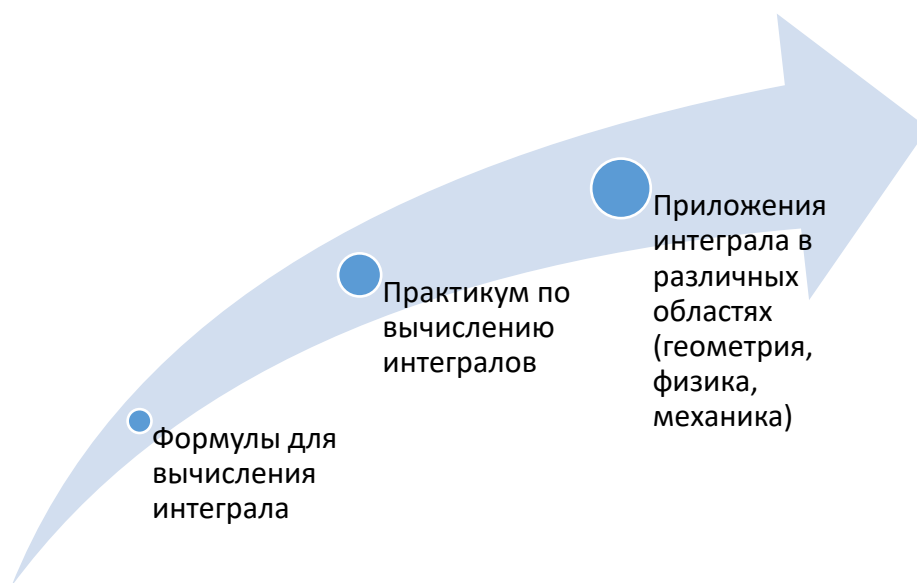 Формулы для
вычисления
интеграла
Практикум по
вычислению
интегралов
Приложения
интеграла в
различных
областях
(геометрия,
физика,
механика)